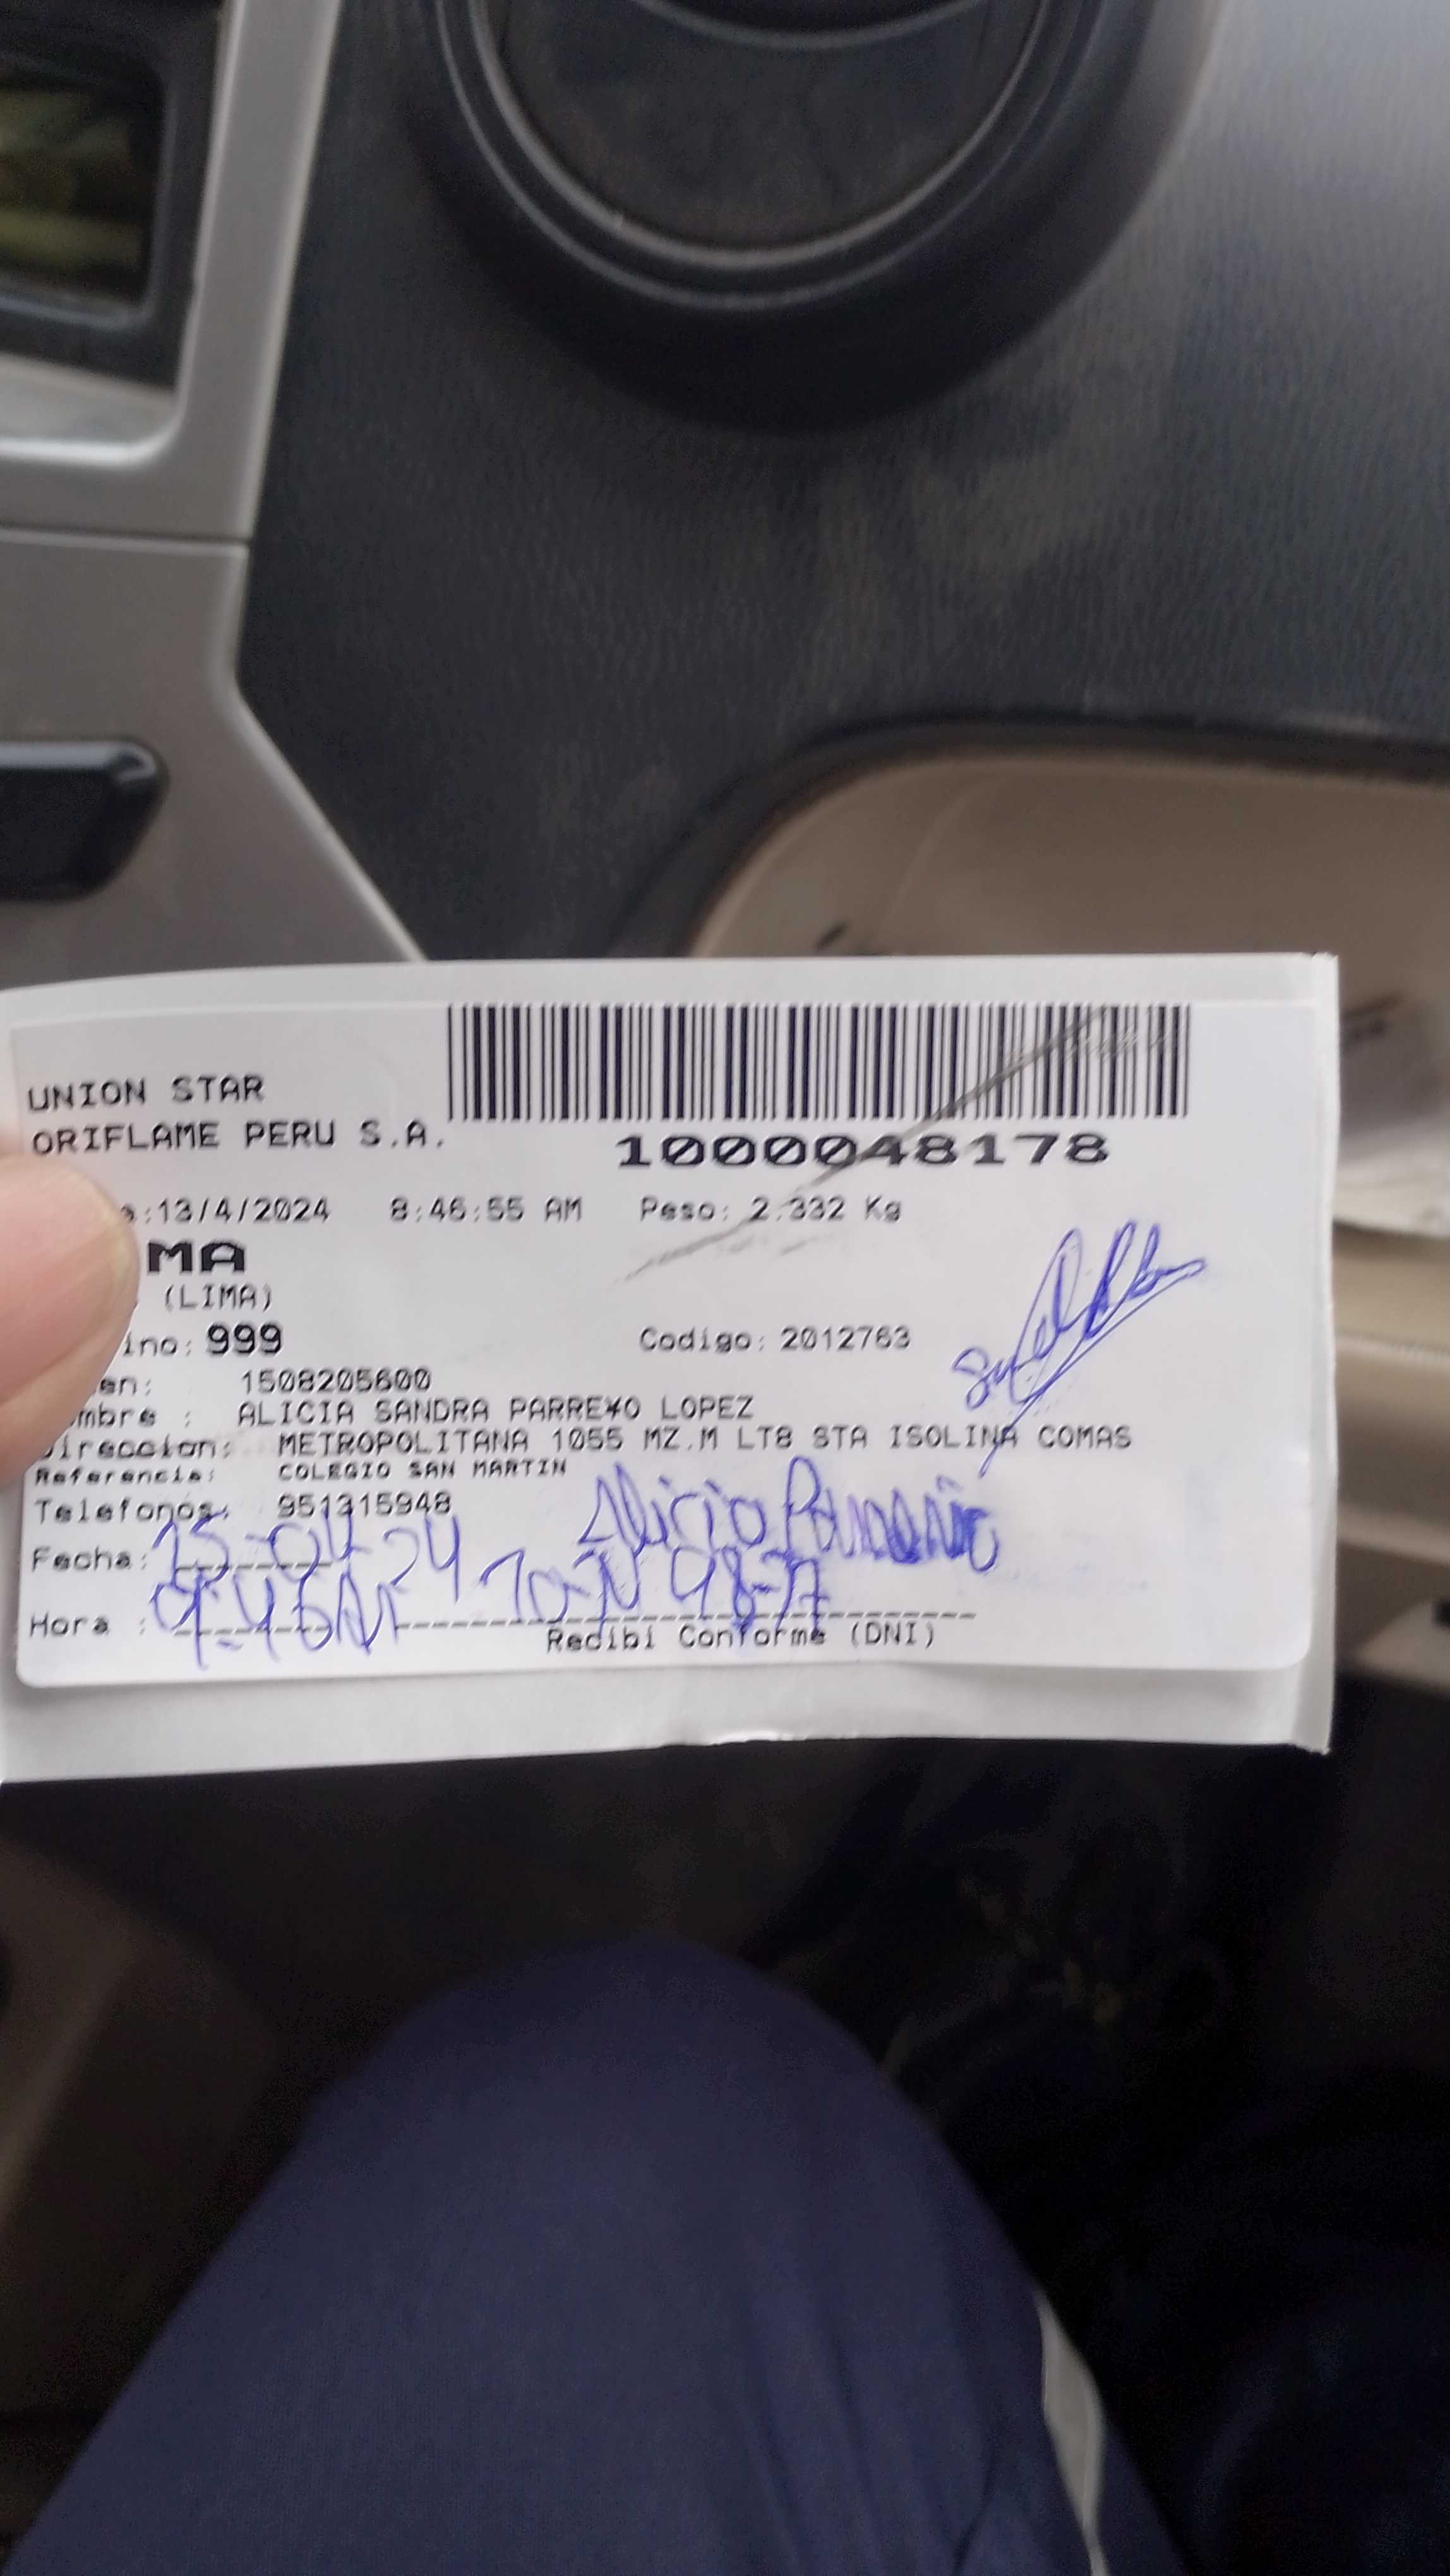 UNION STAR
ORIFLAME PERU S.A.
1000048178
a:13/4/2024 8:46:55 AM Peso: 2.332 Kg
MA
(LIMA)
ino: 999 Codigo: 2012763
en: 1508205600
mbre : ALICIA SANDRA PARRE¥O LOPEZ
Direccion: METROPOLITANA 1055 MZ.M LT8 STA ISOLINA COMAS
Referencia: COLEGIO SAN MARTIN
Telefonos: 951315948
Alicia
Fecha: 15-04-24
Hora :
Recibi Conforme (DNI)